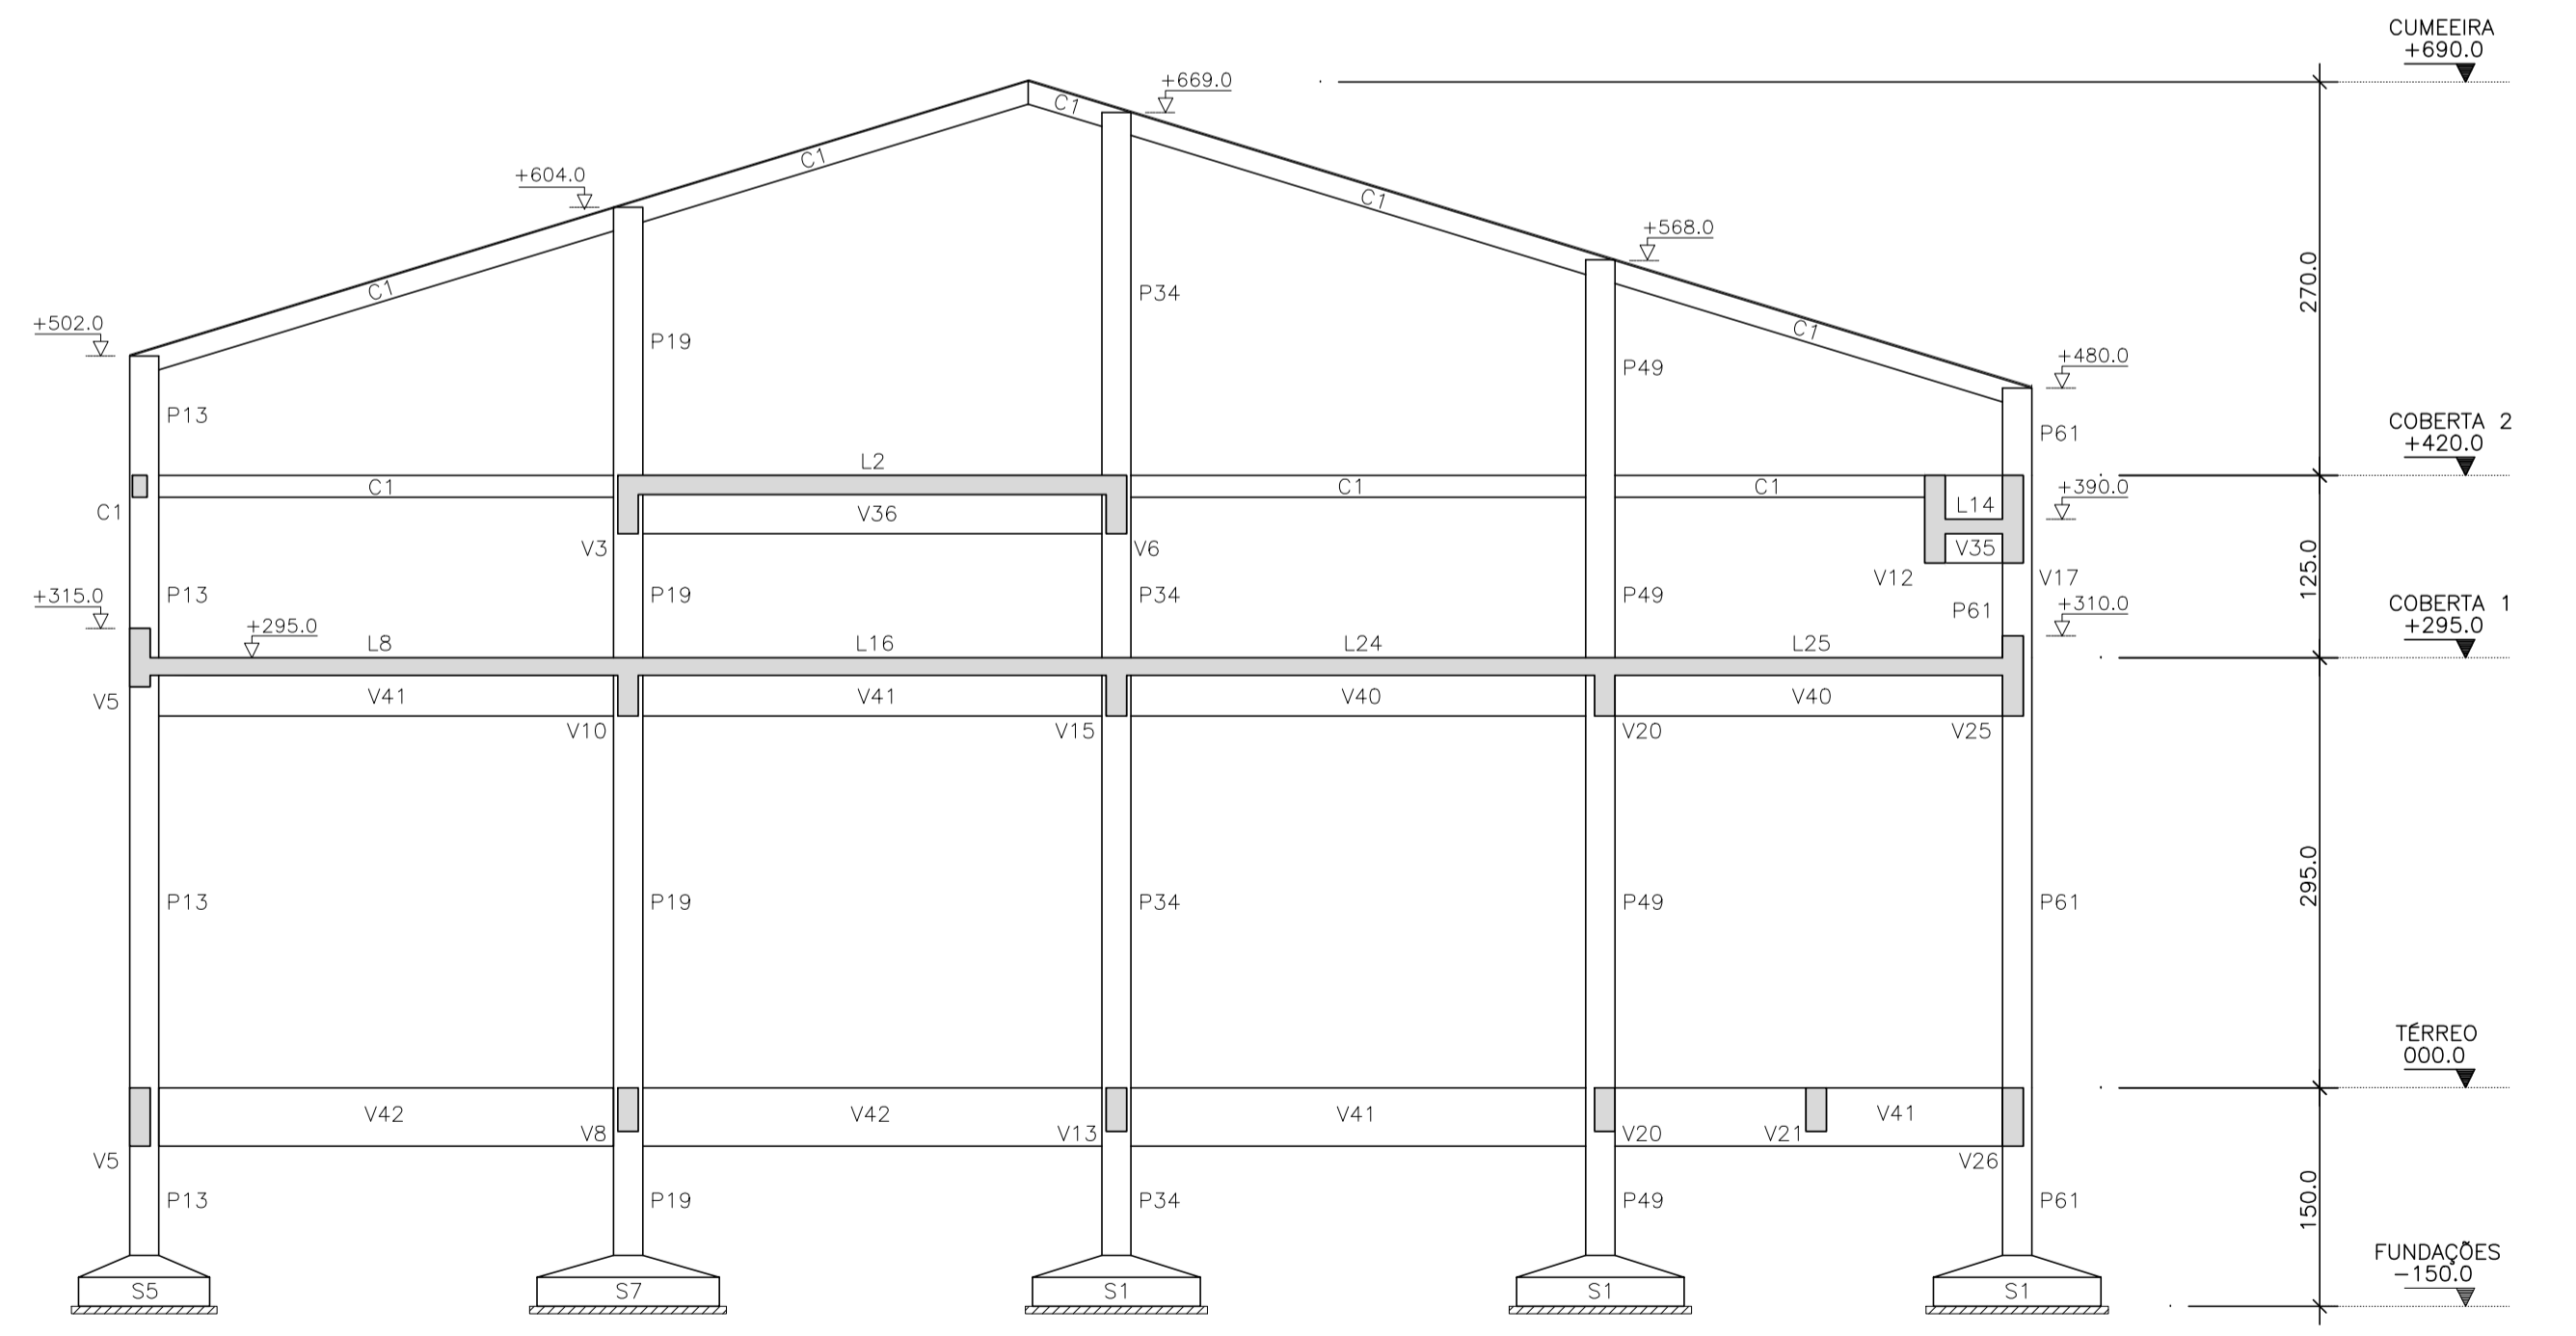 CUMEEIRA
+690.0
+669.0
C1
C1
+604.0
C1
+568.0
C1
P34
270.0
+502.0
P19
C1
+480.0
P49
P13
P61
COBERTA 2
+420.0
L2
C1
C1
C1
+390.0
L14
C1
V36
V3
V6
V35
V12
V17
125.0
+315.0
P13
P19
P34
P49
P61
+310.0
COBERTA 1
+295.0
+295.0
L8
L16
L24
L25
V5
V41
V41
V40
V40
V10
V15
V20
V25
P13
P19
P34
P49
P61
295.0
TÉRREO
000.0
V42
V42
V41
V41
V8
V13
V20
V21
V5
V26
P13
P19
P34
P49
P61
150.0
FUNDAÇÕES
−150.0
S5
S7
S1
S1
S1